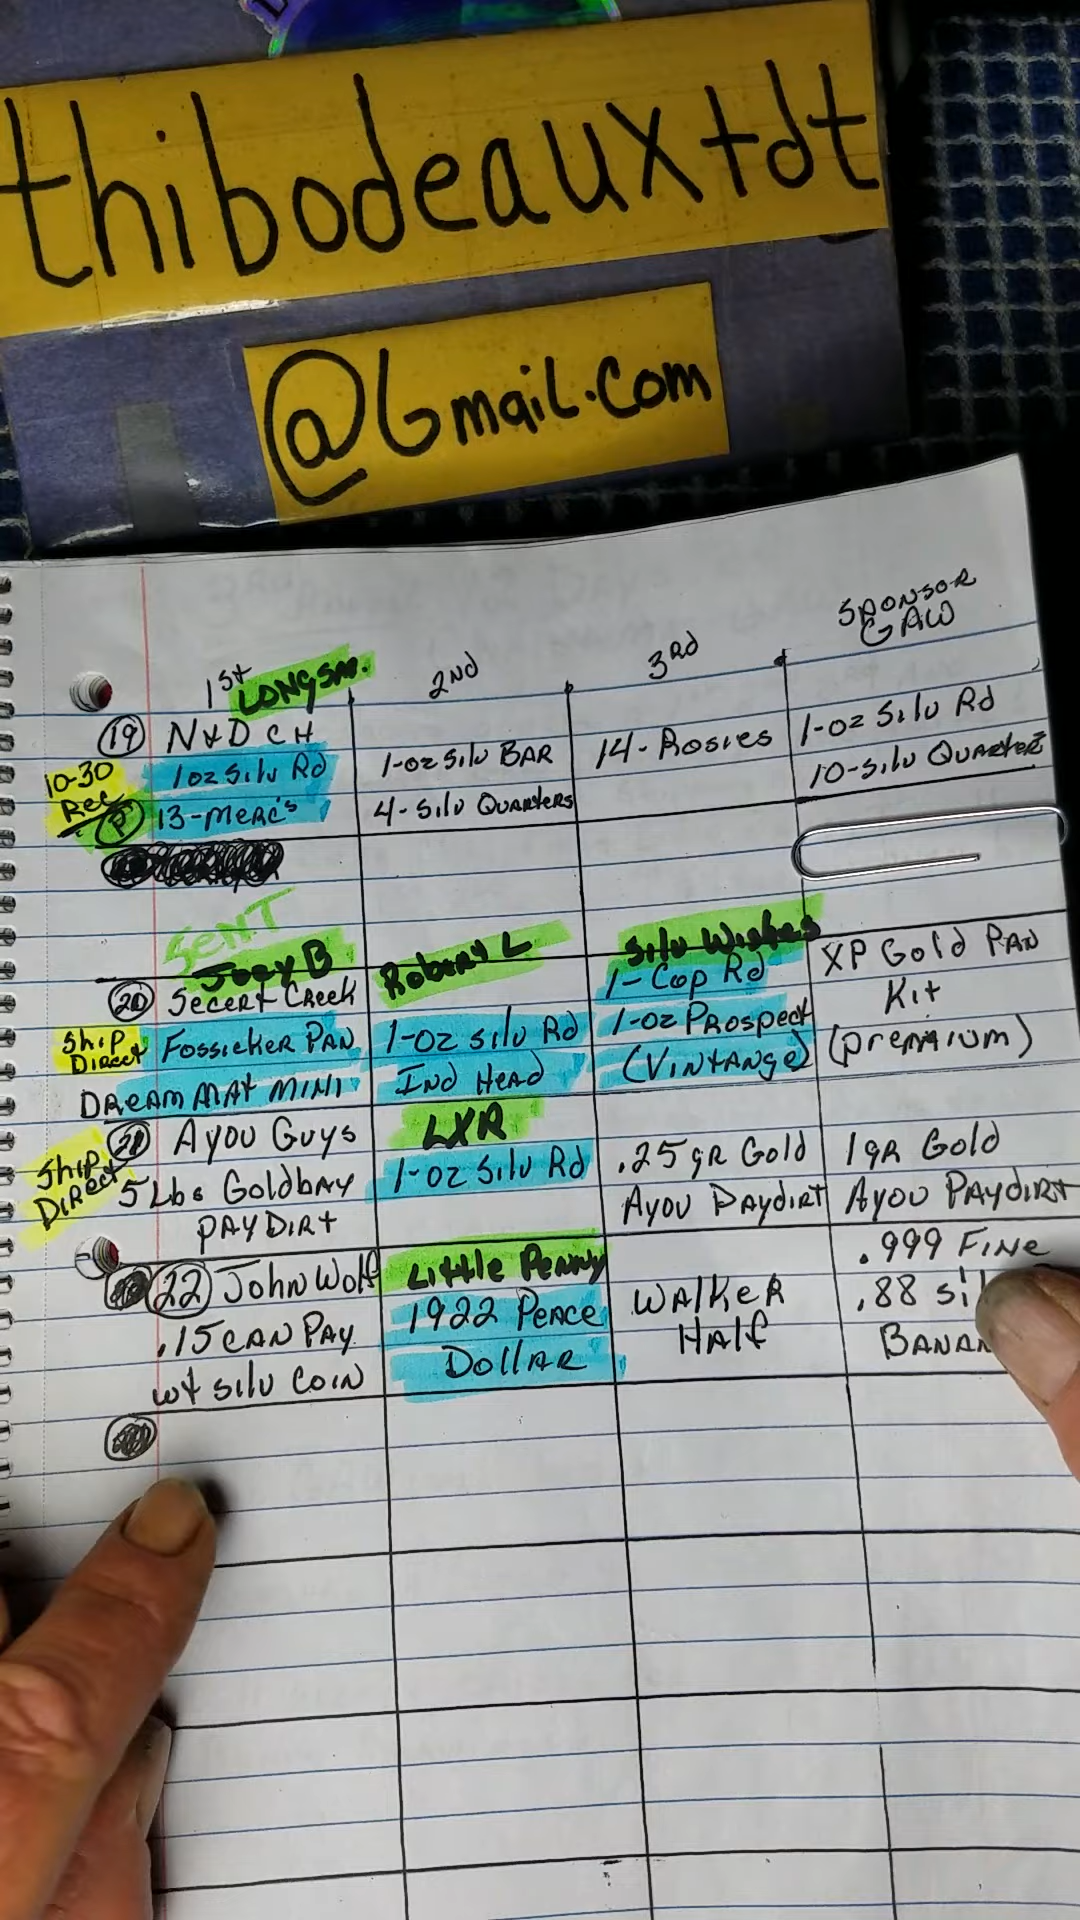 thibodeauxtdt
@Gmail.com
SPONSOR
GAW
1st LONGSM.
2ND
3RD
19 N&D CH
1-oz Silv BAR
14-Rosies
1-oz Silv Rd
10-30
1oz Silv Rd
10-silv Quarters
Rec
P 13-merc's
4-Silv Quarters
SENT
Joey B
Robert L
Silv Wishes
20 Secert Creek
1-Cop Rd
XP Gold Pan
Kit
Ship
Direct
Fossicker Pan
1-oz silv Rd
1-oz Prospect
(premium)
DREAM MAt MINI
Ind Head
(Vintange)
21 Ayou Guys
LXR
Ship
Direct
5Lbs Goldbay
1-oz Silv Rd
.25gR Gold
1gR Gold
PAYDIRt
Ayou Paydirt
Ayou PAYdirt
22 John Wolf
Little Penny
.999 Fine
.15 CAN PAY
1922 Peace
WALKER
.88 sil
wt silv coin
Dollar
Half
BANAN